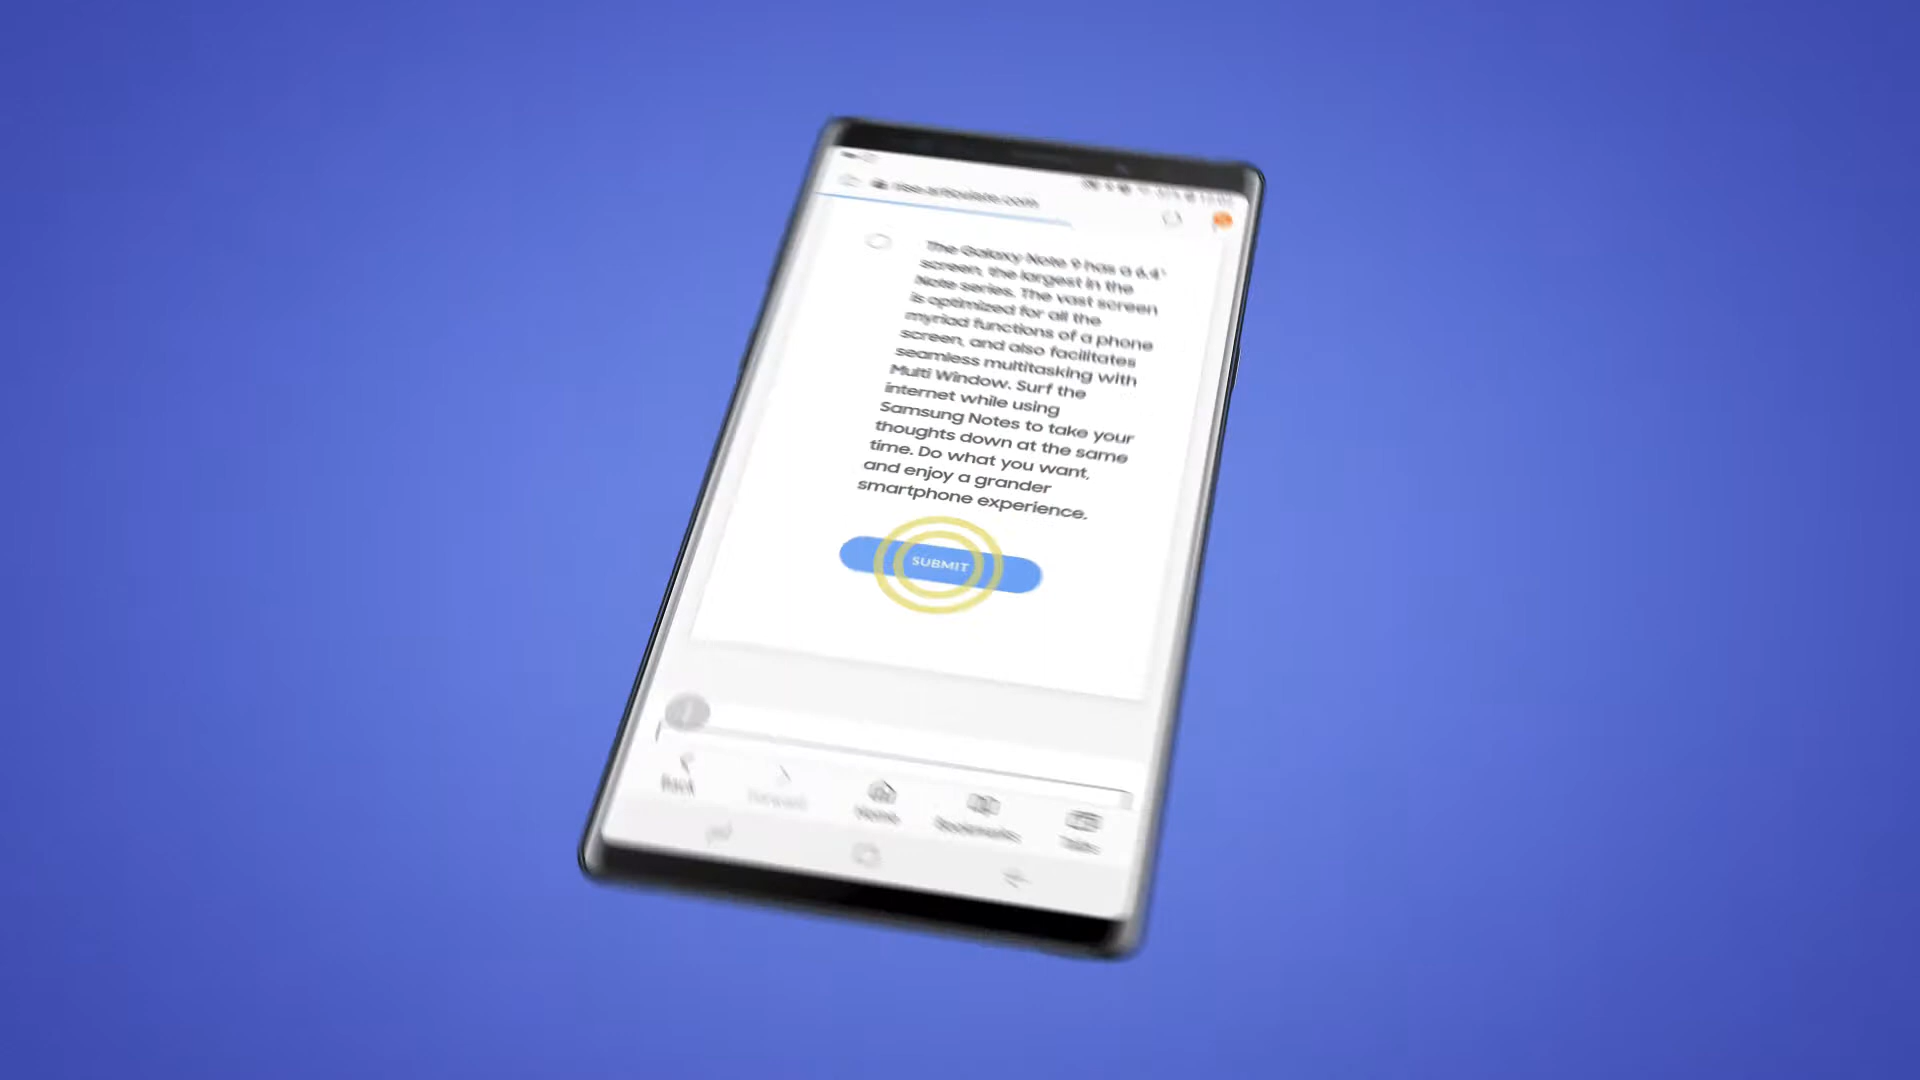 rise.articulate.com
The Galaxy Note 9 has a 6.4"
screen, the largest in the
Note series. The vast screen
is optimized for all the
myriad functions of a phone
screen, and also facilitates
seamless multitasking with
Multi Window. Surf the
internet while using
Samsung Notes to take your
thoughts down at the same
time. Do what you want,
and enjoy a grander
smartphone experience.
SUBMIT
Back
Forward
Home
Bookmarks
Tabs